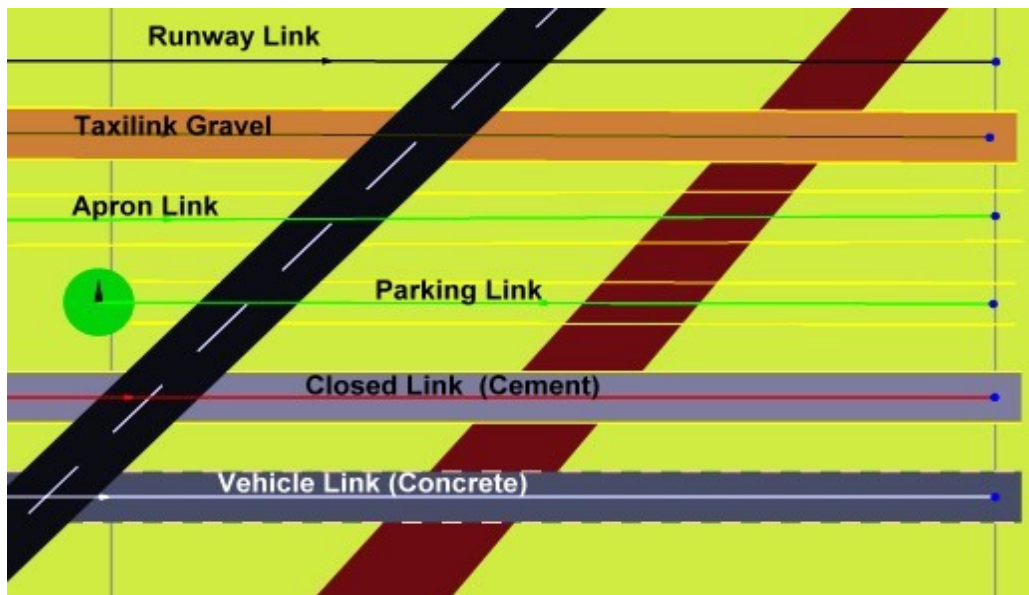 Runway Link
Taxilink Gravel
Apron Link
Parking Link
Closed Link (Cement)
Vehicle Link (Concrete)